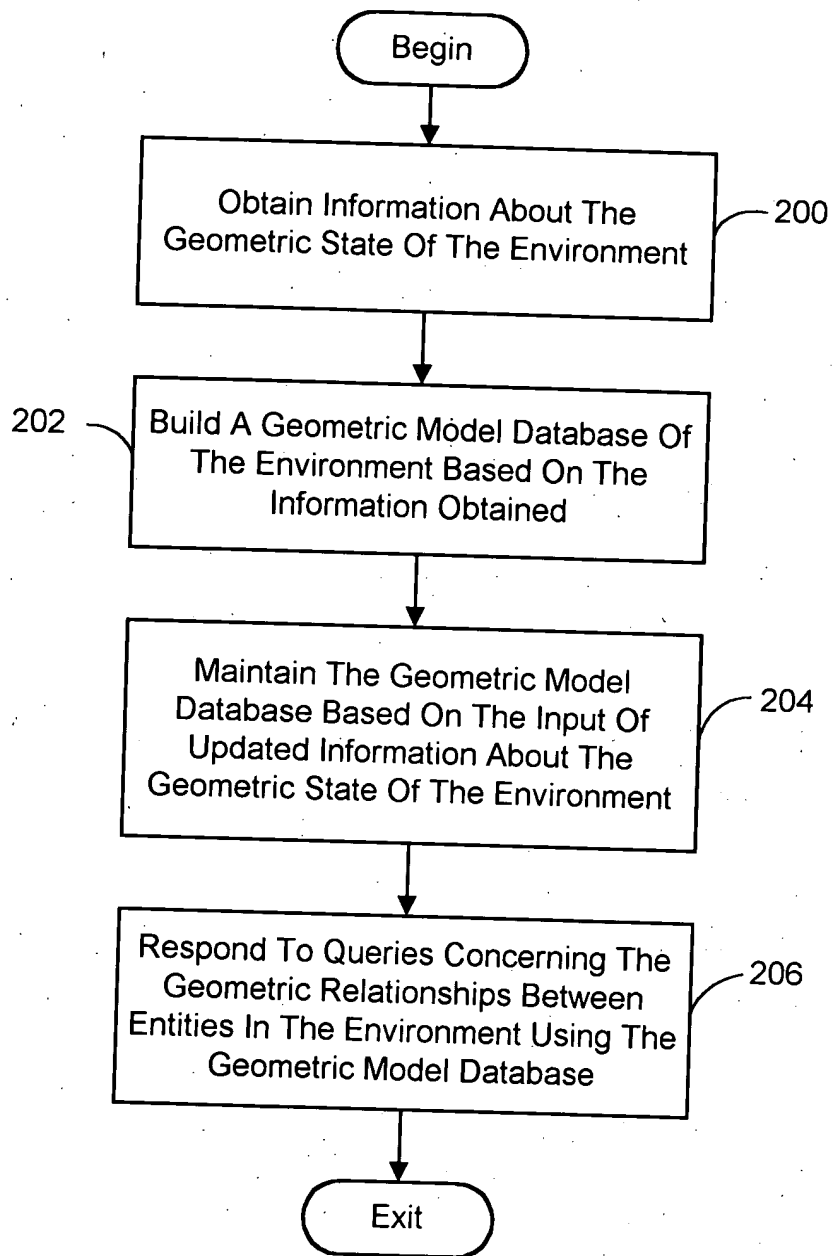 Begin
Obtain Information About The
Geometric State Of The Environment
200
202
Build A Geometric Model Database Of
The Environment Based On The
Information Obtained
Maintain The Geometric Model
Database Based On The Input Of
Updated Information About The
Geometric State Of The Environment
204
Respond To Queries Concerning The
Geometric Relationships Between
Entities In The Environment Using The
Geometric Model Database
206
Exit